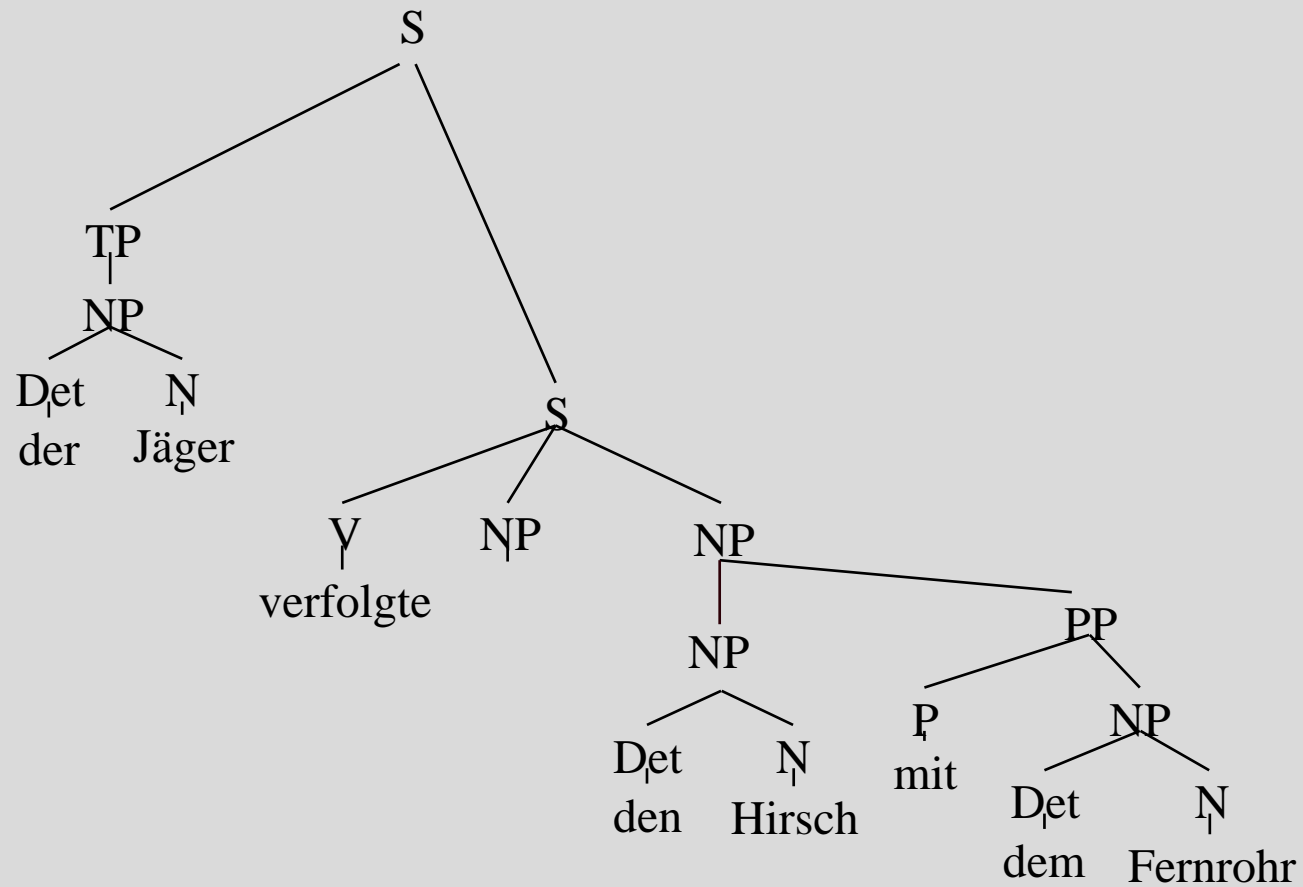 S
TP
NP
Det N
der Jäger
S
V NP NP
verfolgte
NP PP
Det N P NP
den Hirsch mit Det N
dem Fernrohr